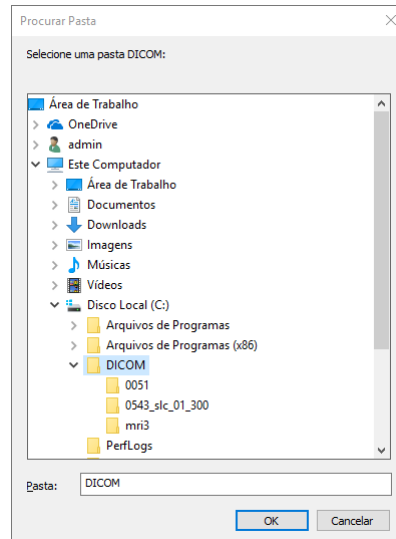 Procurar Pasta
Selecione uma pasta DICOM:
Área de Trabalho
OneDrive
admin
Este Computador
Área de Trabalho
Documentos
Downloads
Imagens
Músicas
Vídeos
Disco Local (C:)
Arquivos de Programas
Arquivos de Programas (x86)
DICOM
0051
0543_slc_01_300
mri3
PerfLogs
Pasta: DICOM
OK Cancelar